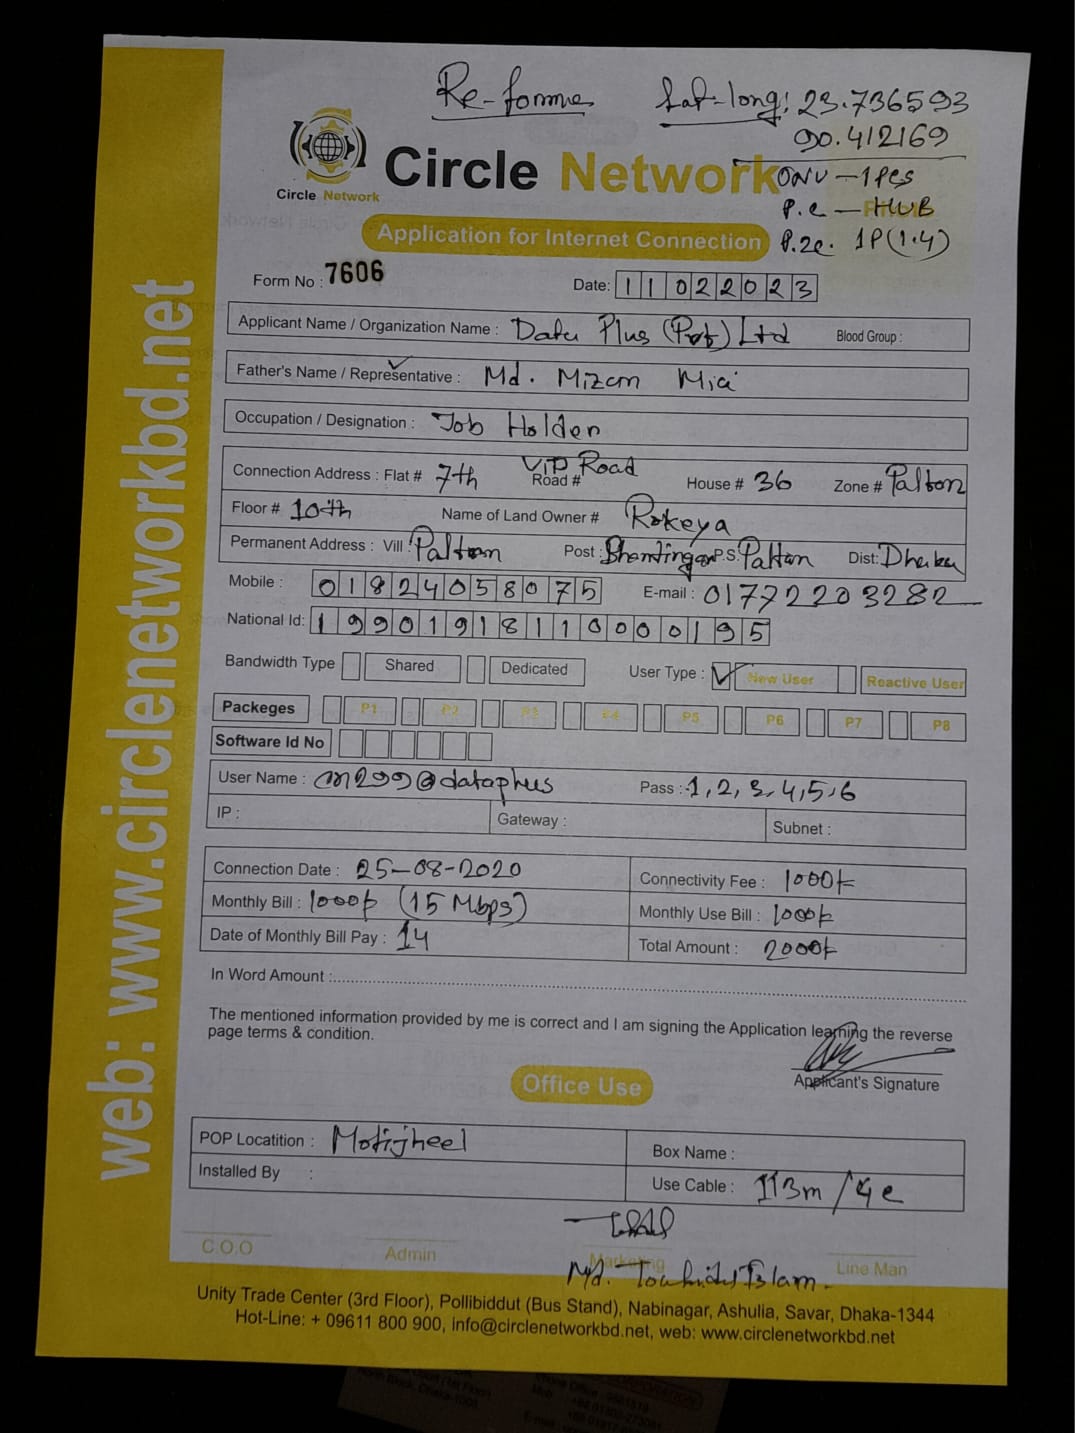 Re-forme
Lat-long: 23.736593
90.412169
Circle Network
Circle Network
ONU - 1 Pcs
P.c - HUB
P.2c. 1P(1.4)
Application for Internet Connection
Form No : 7606
Date: 11022023
Applicant Name / Organization Name : Data Plus (Pvt) Ltd Blood Group :
Father's Name / Representative : Md. Mizan Mia
Occupation / Designation : Job Holder
Connection Address : Flat # 7th Road # VIP Road House # 36 Zone # Palton
Floor # 10th Name of Land Owner # Rokeya
Permanent Address : Vill : Paltan Post : P.S: Paltan Dist: Dhaka
Mobile : 01824058075 E-mail : 01772203282
National Id: 19901918110000195
Bandwidth Type Shared Dedicated User Type : New User Reactive User
Packeges P1 P2 P3 P4 P5 P6 P7 P8
Software Id No
User Name : m299@dataplus Pass :-1,2,3,4,5,6
IP : Gateway : Subnet :
Connection Date : 25-08-2020 Connectivity Fee : 1000/-
Monthly Bill : 1000/- (15 Mbps) Monthly Use Bill : 1000/-
Date of Monthly Bill Pay : 14 Total Amount : 2000/-
In Word Amount :
The mentioned information provided by me is correct and I am signing the Application learning the reverse
page terms & condition.
Applicant's Signature
Office Use
POP Locatition : Motijheel Box Name :
Installed By : Use Cable : 113m / 4c
C.O.O Admin Marketing Line Man
Md. Touhidul Islam.
Unity Trade Center (3rd Floor), Pollibiddut (Bus Stand), Nabinagar, Ashulia, Savar, Dhaka-1344
Hot-Line: + 09611 800 900, info@circlenetworkbd.net, web: www.circlenetworkbd.net
web: www.circlenetworkbd.net